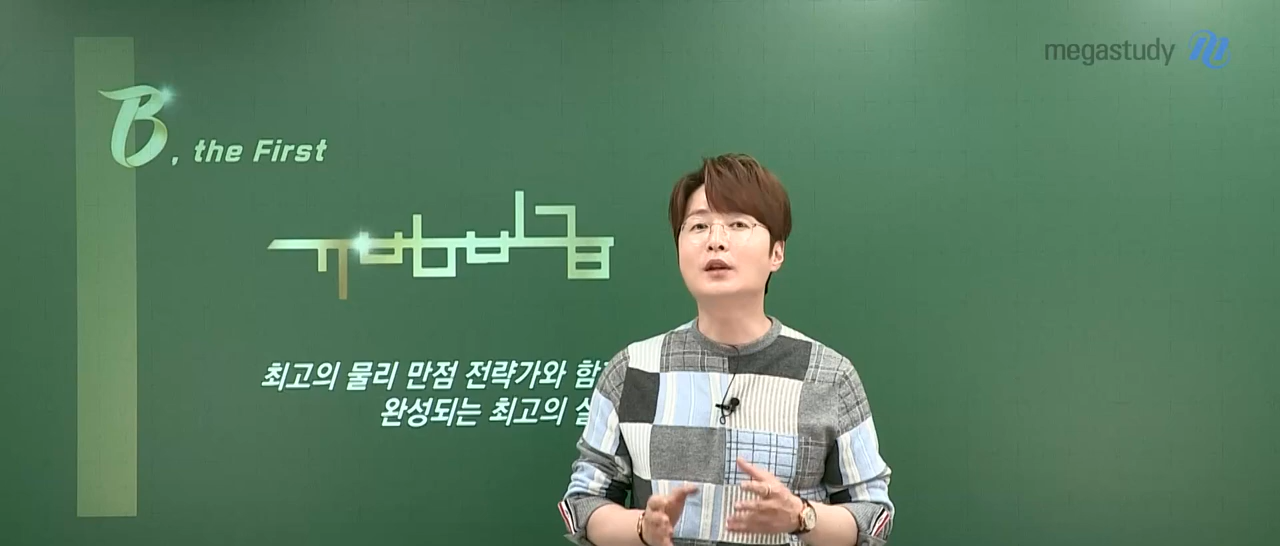 megastudy
B, the First
최고의 물리 만점 전략가와
완성되는 최고의